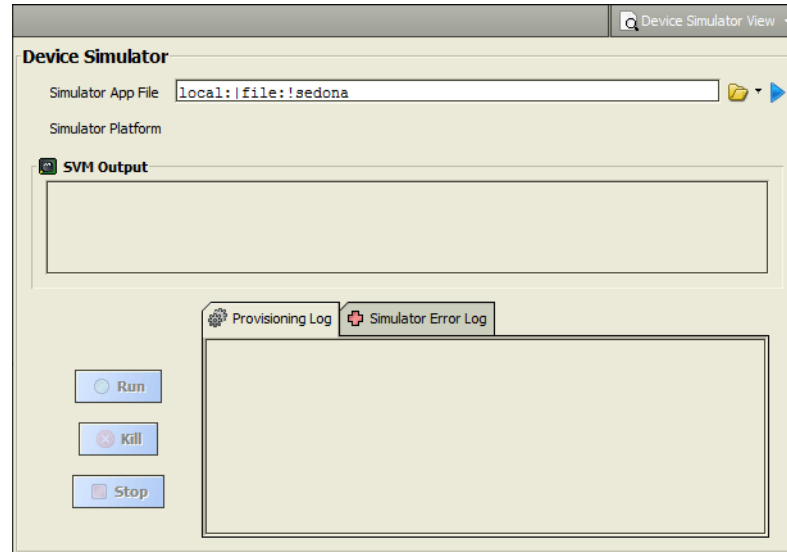 Device Simulator View
Device Simulator
Simulator App File local:|file:!sedona
Simulator Platform
SVM Output
Provisioning Log Simulator Error Log
Run
Kill
Stop